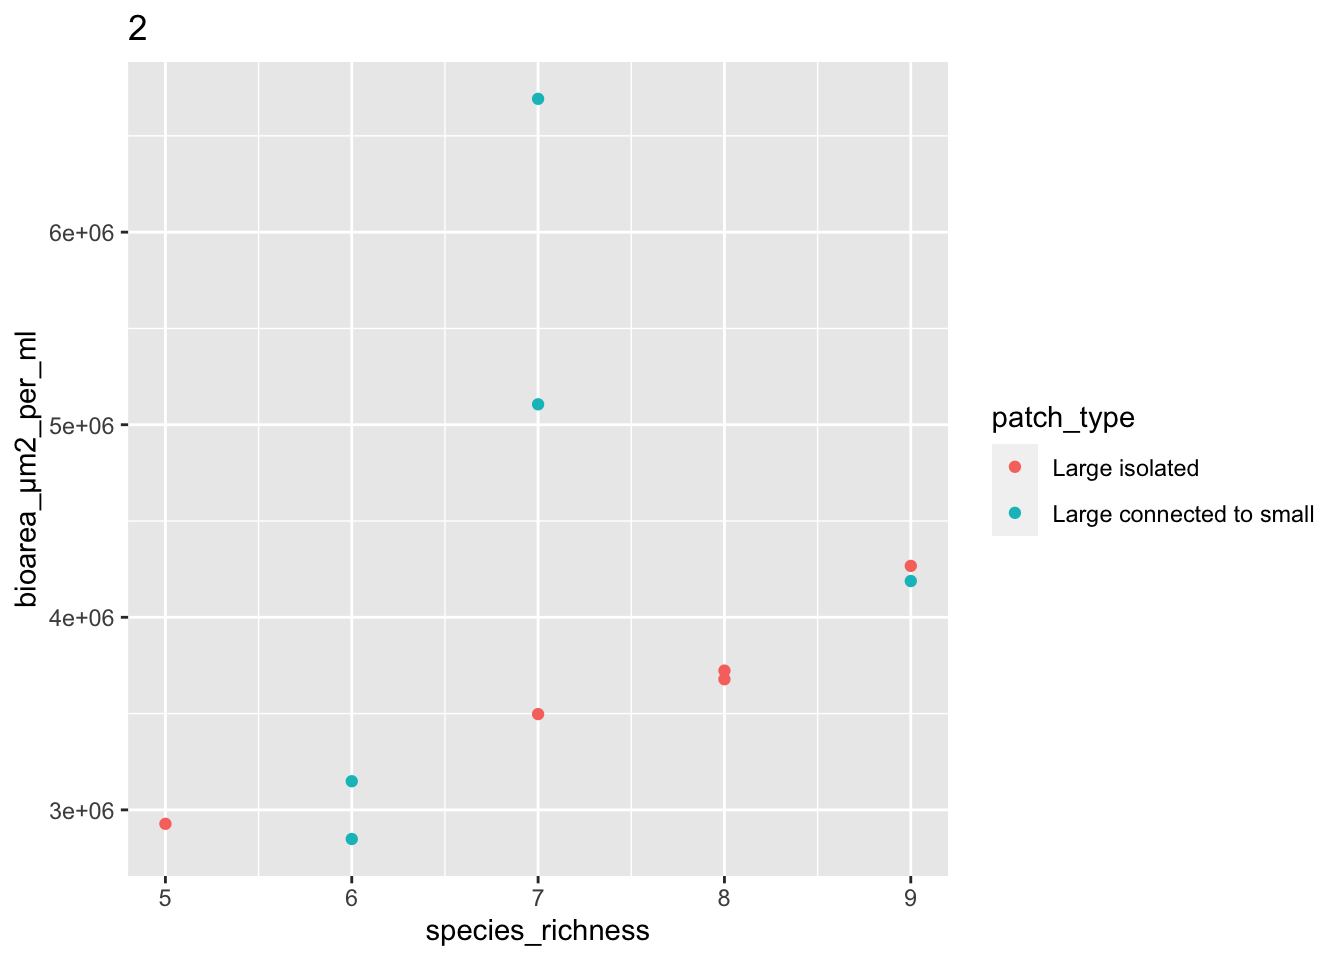 2
bioarea_µm2_per_ml
6e+06
5e+06
4e+06
3e+06
5 6 7 8 9
species_richness
patch_type
Large isolated
Large connected to small